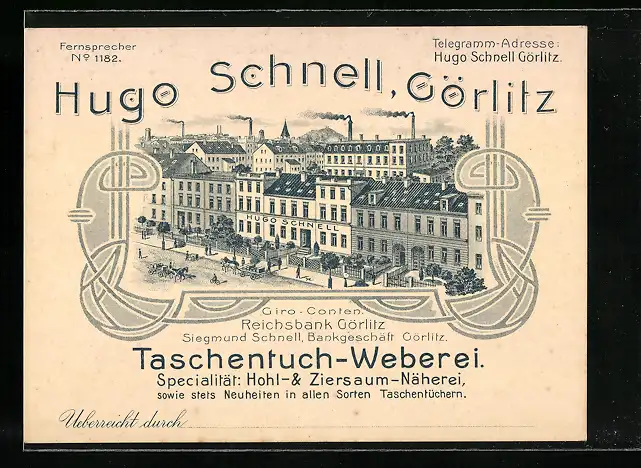 Fernsprecher
Nº 1182.
Telegramm-Adresse:
Hugo Schnell Görlitz.
Hugo Schnell, Görlitz
HUGO SCHNELL
Giro-Conten.
Reichsbank Görlitz
Siegmund Schnell, Bankgeschäft Görlitz.
Taschentuch-Weberei.
Specialität: Hohl-& Ziersaum-Näherei,
sowie stets Neuheiten in allen Sorten Taschentüchern.
Ueberreicht durch